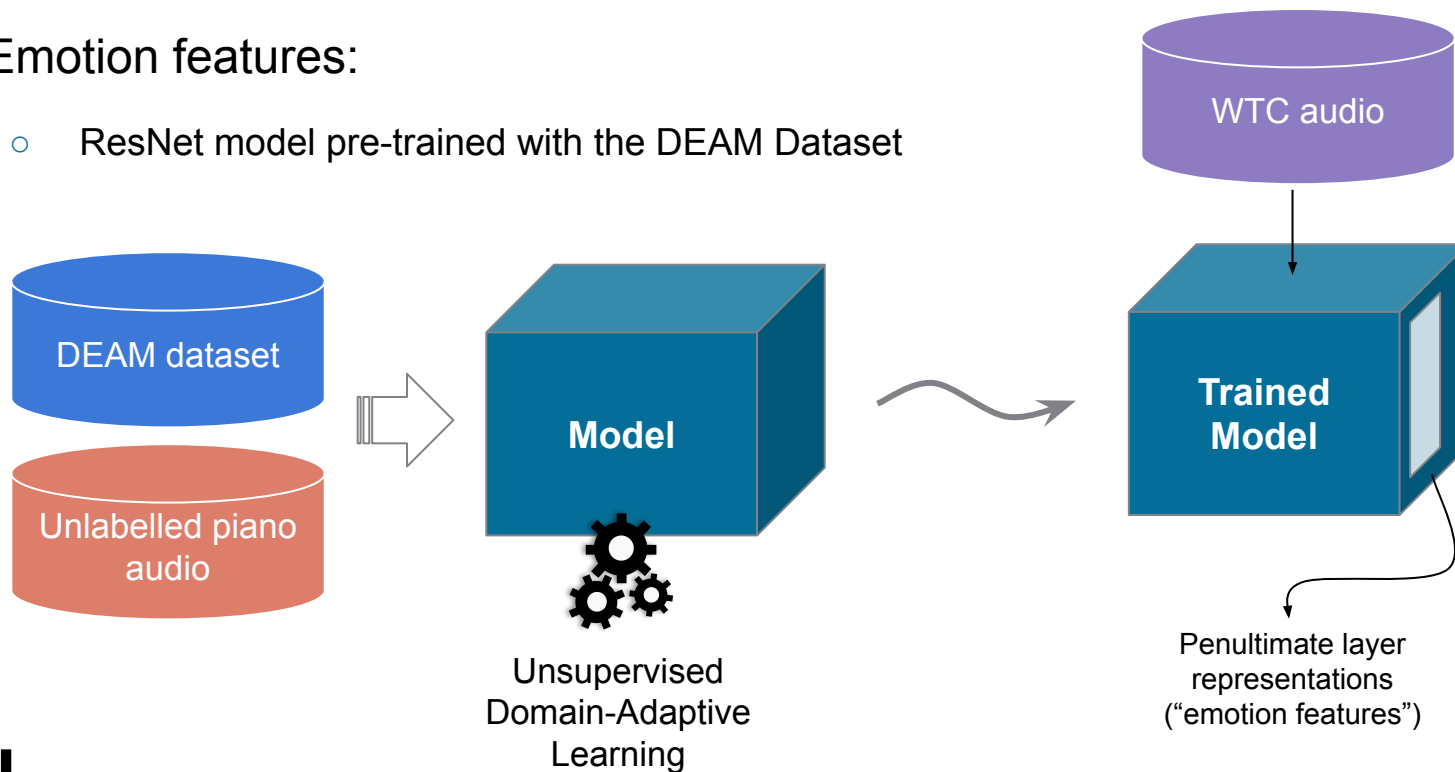 Emotion features:
ResNet model pre-trained with the DEAM Dataset
WTC audio
DEAM dataset
Unlabelled piano
audio
Model
Unsupervised
Domain-Adaptive
Learning
Trained
Model
Penultimate layer
representations
(“emotion features”)